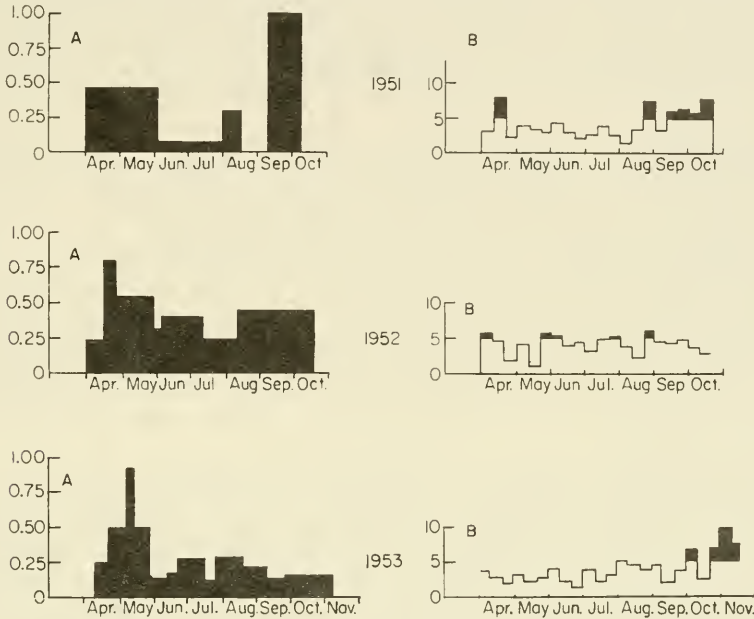 1.00
A
0.75
0.50
0.25
0
Apr. May Jun. Jul Aug Sep Oct
1951
B
10
5
0
Apr. May Jun. Jul Aug. Sep. Oct.
1.00
A
0.75
0.50
0.25
0
Apr. May Jun Jul Aug Sep. Oct.
1952
B
10
5
0
Apr. May Jun. Jul. Aug Sep. Oct.
1.00
A
0.75
0.50
0.25
0
Apr. May Jun. Jul. Aug. Sep. Oct. Nov.
1953
B
10
5
0
Apr. May Jun. Jul. Aug. Sep. Oct. Nov.